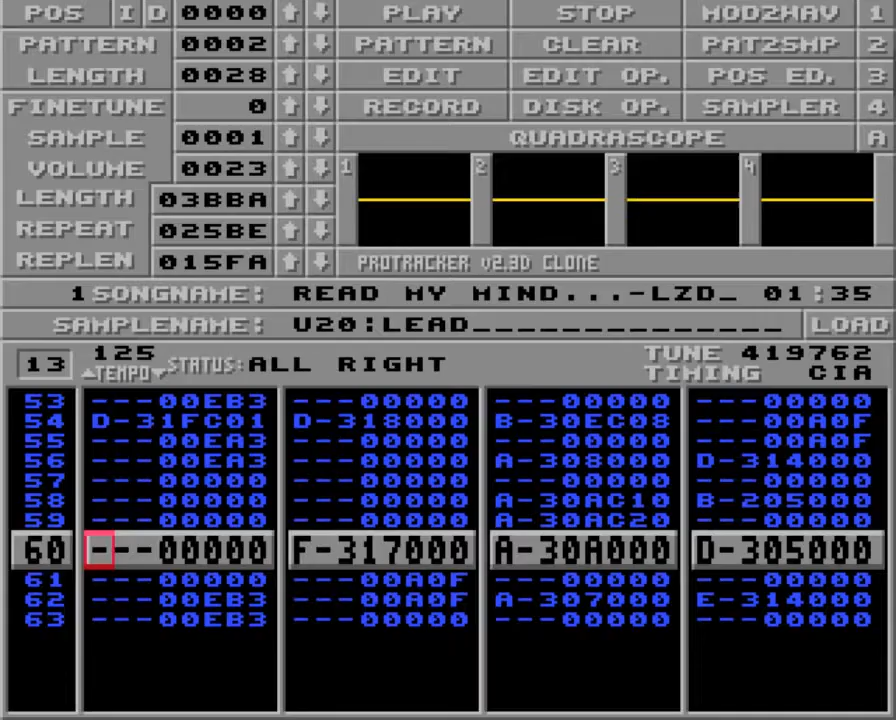 POS I D 0000 PLAY STOP MOD2WAV 1
PATTERN 0002 PATTERN CLEAR PAT2SMP 2
LENGTH 0028 EDIT EDIT OP. POS ED. 3
FINETUNE 0 RECORD DISK OP. SAMPLER 4
SAMPLE 0001 QUADRASCOPE A
VOLUME 0023 1 2 3 4
LENGTH 03BBA
REPEAT 025BE
REPLEN 015FA PROTRACKER v2.3D CLONE
1 SONGNAME: READ MY MIND...-LZD_ 01:35
SAMPLENAME: U20:LEAD______________ LOAD
13 125 TEMPO STATUS: ALL RIGHT TUNE 419762
TIMING CIA
53 ---00EB3 ---00000 ---00000 ---00000
54 D-31FC01 D-318000 B-30EC08 ---00A0F
55 ---00EA3 ---00000 ---00000 ---00A0F
56 ---00EA3 ---00000 A-308000 D-314000
57 ---00000 ---00000 ---00000 ---00000
58 ---00000 ---00000 A-30AC10 B-205000
59 ---00000 ---00000 A-30AC20 ---00000
60 ---00000 F-317000 A-30A000 D-305000
61 ---00000 ---00A0F ---00000 ---00000
62 ---00EB3 ---00A0F A-307000 E-314000
63 ---00EB3 ---00000 ---00000 ---00000